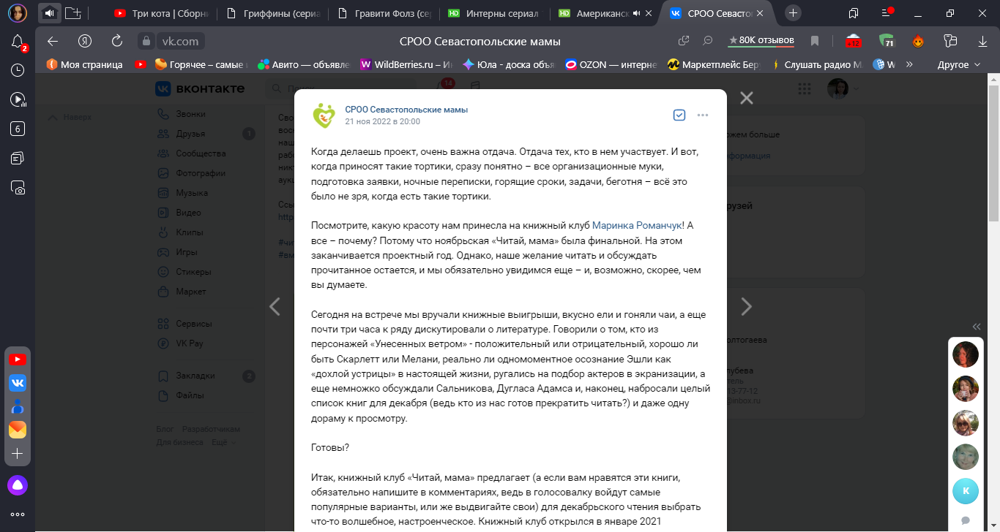 Три кота | Сборн
Гриффины (сериа
Гравити Фолз (се
HD Интерны сериал
HD Американск
СРОО Севасто
2
vk.com
СРОО Севастопольские мамы
★ 80K отзывов
+12
71
Моя страница
Горячее – самые
Авито — объявле
WildBerries.ru – И
Юла - доска объя
OZON — интерне
Маркетплейс Бер
Слушать радио М
W
»
Другое
6
вконтакте
14
Наверх
Звонки
Друзья 1
Сообщества
Фотографии
Музыка
Видео
Клипы
Игры
Стикеры
Маркет
Сервисы
VK Pay
Закладки 2
Файлы
Блог Разработчикам
Для бизнеса Ещё
СРОО Севастопольские мамы
21 ноя 2022 в 20:00
Когда делаешь проект, очень важна отдача. Отдача тех, кто в нем участвует. И вот,
когда приносят такие тортики, сразу понятно – все организационные муки,
подготовка заявки, ночные переписки, горящие сроки, задачи, беготня – всё это
было не зря, когда есть такие тортики.
Посмотрите, какую красоту нам принесла на книжный клуб Маринка Романчук! А
все – почему? Потому что ноябрьская «Читай, мама» была финальной. На этом
заканчивается проектный год. Однако, наше желание читать и обсуждать
прочитанное остается, и мы обязательно увидимся еще – и, возможно, скорее, чем
вы думаете.
Сегодня на встрече мы вручали книжные выигрыши, вкусно ели и гоняли чаи, а еще
почти три часа к ряду дискутировали о литературе. Говорили о том, кто из
персонажей «Унесенных ветром» - положительный или отрицательный, хорошо ли
быть Скарлетт или Мелани, реально ли одномоментное осознание Эшли как
«дохлой устрицы» в настоящей жизни, ругались на подбор актеров в экранизации, а
еще немножко обсуждали Сальникова, Дугласа Адамса и, наконец, набросали целый
список книг для декабря (ведь кто из нас готов прекратить читать?) и даже одну
дораму к просмотру.
Готовы?
Итак, книжный клуб «Читай, мама» предлагает (а если вам нравятся эти книги,
обязательно напишите в комментариях, ведь в голосовалку войдут самые
популярные варианты, или же выдвигайте свои) для декабрьского чтения выбрать
что-то волшебное, настроенческое. Книжный клуб открылся в январе 2021
ожем больше
нформация
рузей
олтогаева
лубева
тель
13-77-12
@inbox.ru
К